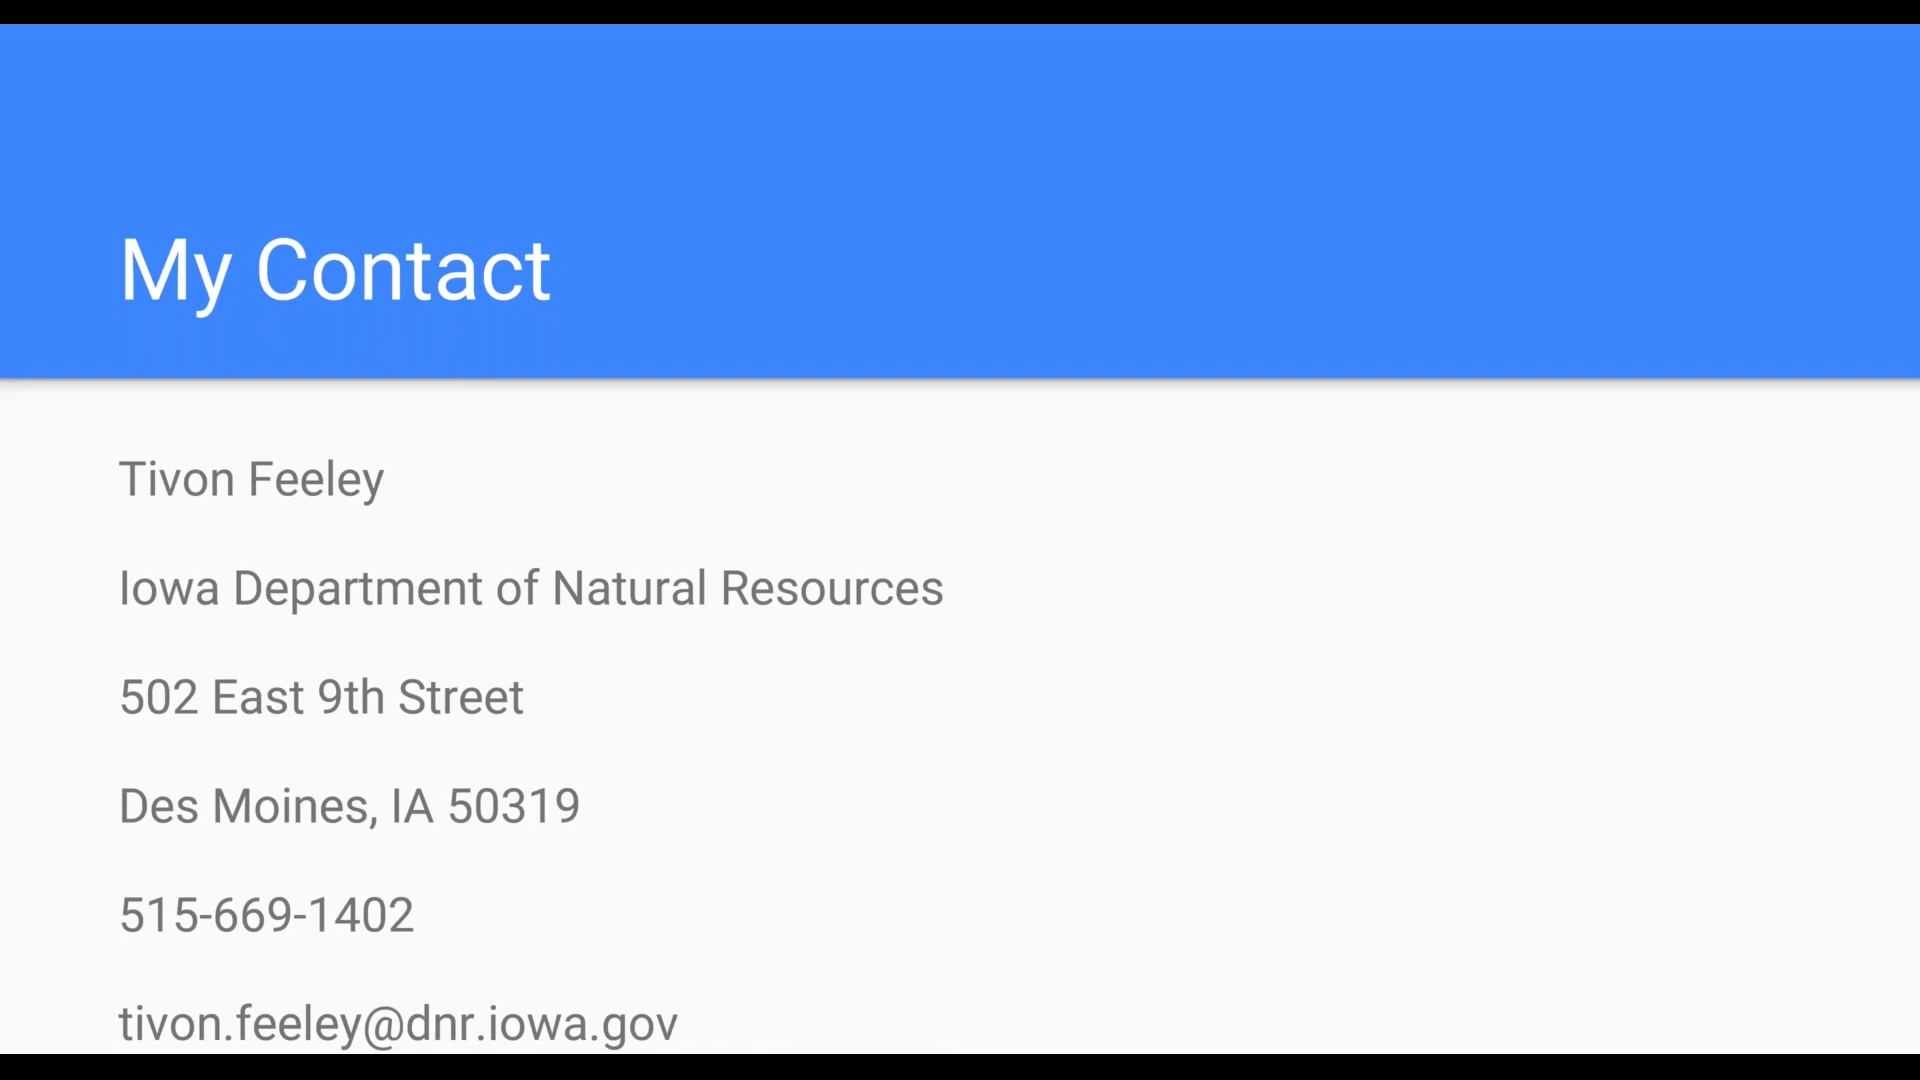 My Contact
Tivon Feeley
Iowa Department of Natural Resources
502 East 9th Street
Des Moines, IA 50319
515-669-1402
tivon.feeley@dnr.iowa.gov